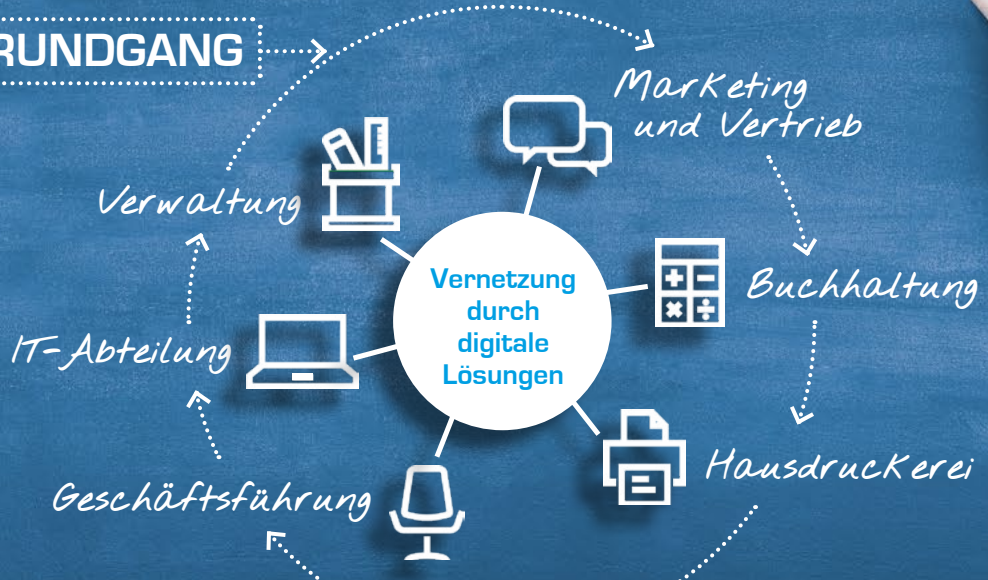 RUNDGANG
Marketing
und Vertrieb
Verwaltung
Vernetzung
durch
digitale
Lösungen
Buchhaltung
IT-Abteilung
Hausdruckerei
Geschäftsführung